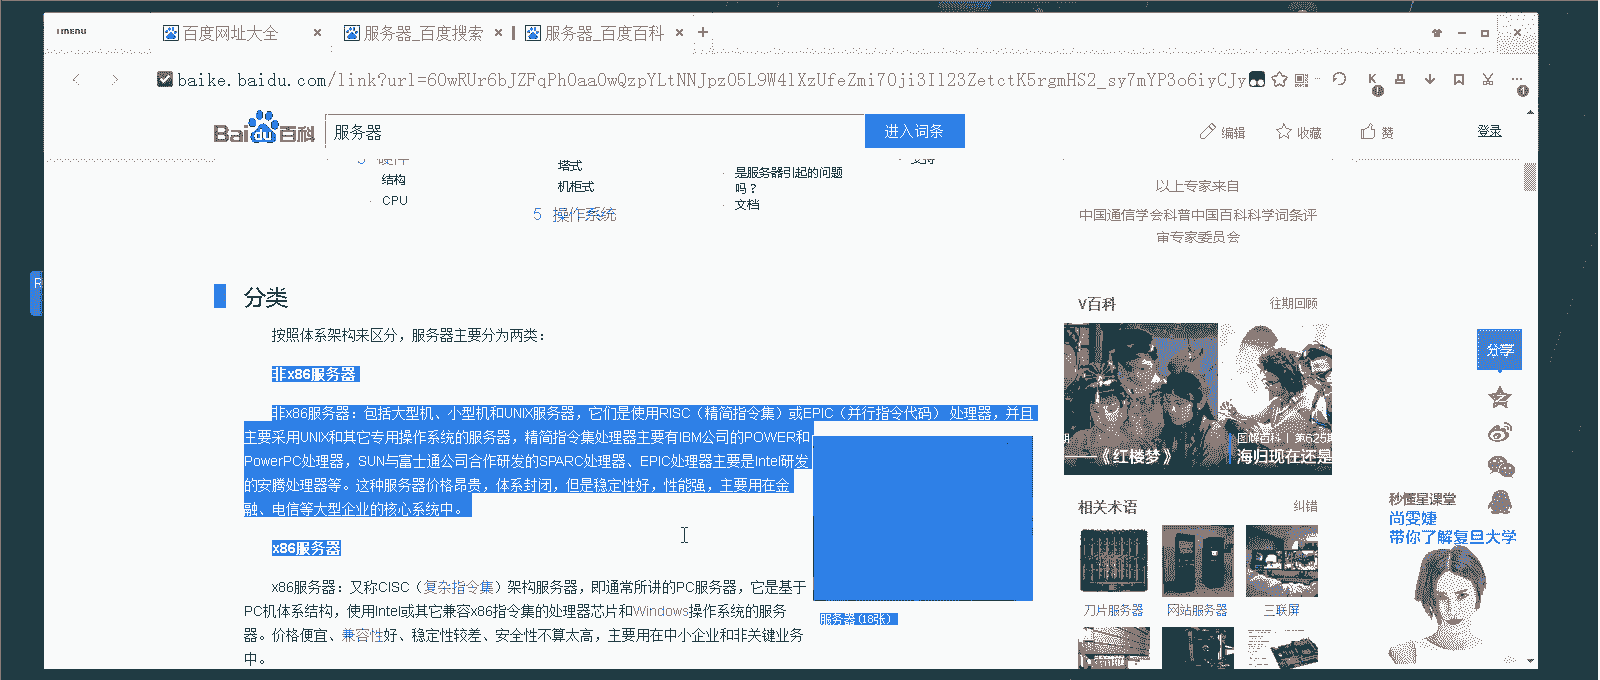 百度网址大全
服务器_百度搜索
服务器_百度百科
baike.baidu.com/link?url=6OwRUr6bJZFqPhOaaOwQzpYLtNNJpzO5L9W4lXzUfeZmi7Oji3Il23ZetctK5rgmHS2_sy7mYP3o6iyCJy
Bai du 百科
服务器
进入词条
编辑
收藏
赞
登录
硬件
结构
CPU
塔式
机柜式
5 操作系统
是服务器引起的问题
吗？
文档
支持
以上专家来自
中国通信学会科普中国百科科学词条评
审专家委员会
分类
按照体系架构来区分，服务器主要分为两类：
非x86服务器
非x86服务器：包括大型机、小型机和UNIX服务器，它们是使用RISC（精简指令集）或EPIC（并行指令代码） 处理器，并且
主要采用UNIX和其它专用操作系统的服务器，精简指令集处理器主要有IBM公司的POWER和
PowerPC处理器，SUN与富士通公司合作研发的SPARC处理器、EPIC处理器主要是Intel研发
的安腾处理器等。这种服务器价格昂贵，体系封闭，但是稳定性好，性能强，主要用在金
融、电信等大型企业的核心系统中。
x86服务器
x86服务器：又称CISC（复杂指令集）架构服务器，即通常所讲的PC服务器，它是基于
PC机体系结构，使用Intel或其它兼容x86指令集的处理器芯片和Windows操作系统的服务
器。价格便宜、兼容性好、稳定性较差、安全性不算太高，主要用在中小企业和非关键业务
中。
服务器(18张)
V百科
往期回顾
期
——《红楼梦》
图解百科 | 第625期
海归现在还是
相关术语
纠错
刀片服务器
网站服务器
三联屏
分享
秒懂星课堂
尚雯婕
带你了解复旦大学